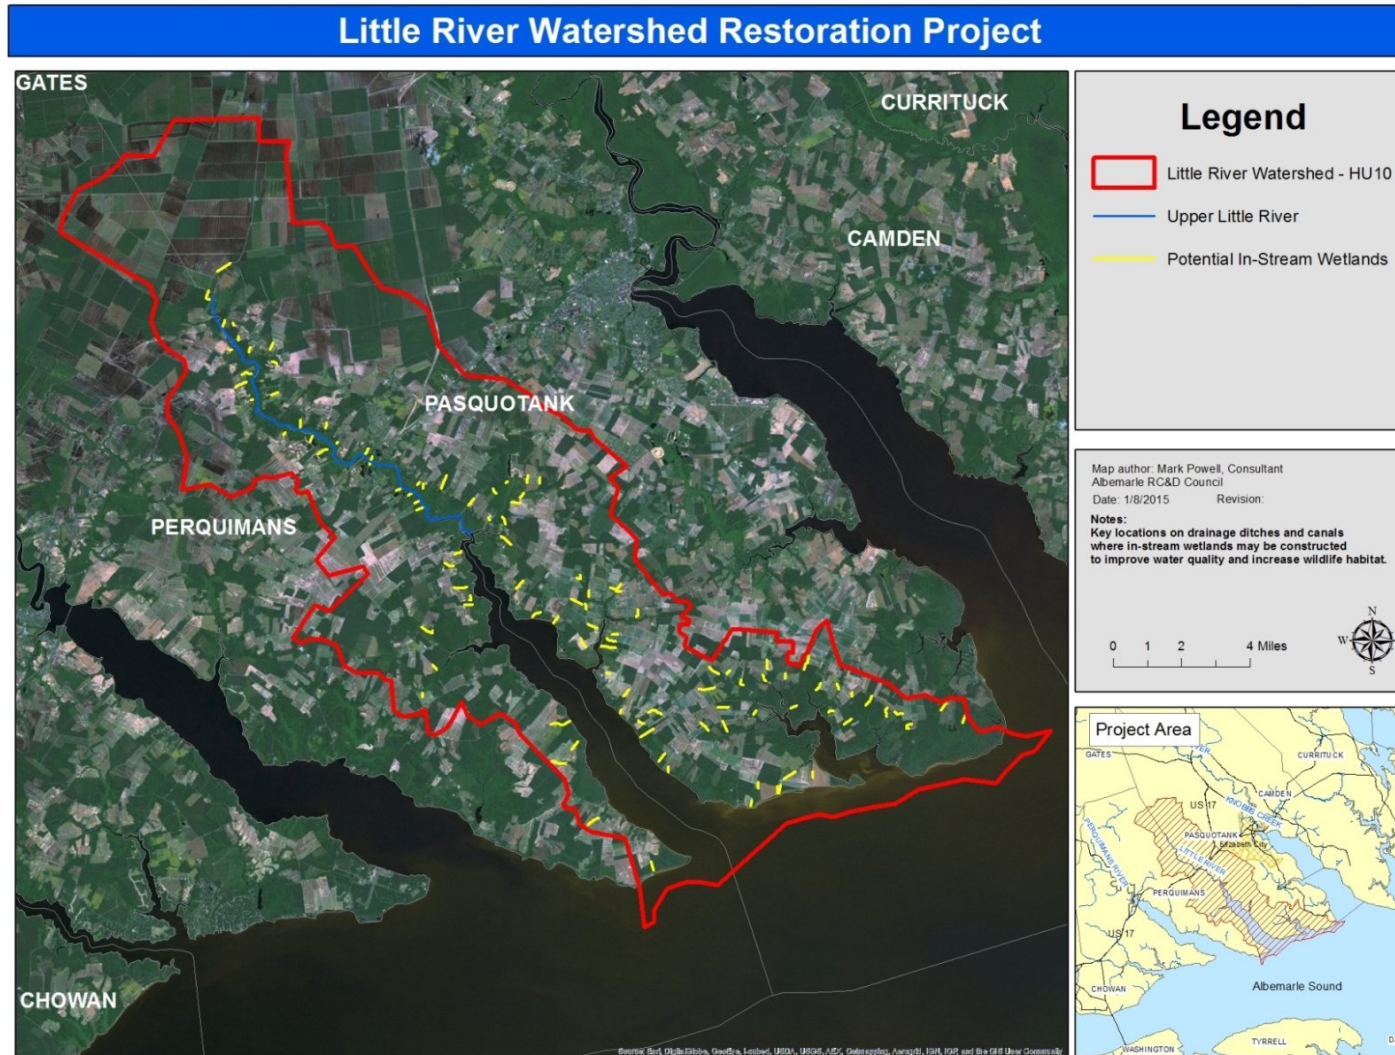 Little River Watershed Restoration Project
GATES
CURRITUCK
CAMDEN
PASQUOTANK
PERQUIMANS
CHOWAN
Legend
Little River Watershed - HU10
Upper Little River
Potential In-Stream Wetlands
Map author: Mark Powell, Consultant
Albemarle RC&D Council
Date: 1/8/2015 Revision:
Notes:
Key locations on drainage ditches and canals
where in-stream wetlands may be constructed
to improve water quality and increase wildlife habitat.
N
W
S
0 1 2 4 Miles
Project Area
GATES
CURRITUCK
CAMDEN
US 17
KNOBBS CREEK
PASQUOTANK
Elizabeth City
LITTLE RIVER
PERQUIMANS RIVER
PERQUIMANS
US 17
CHOWAN
Albemarle Sound
WASHINGTON
TYRRELL